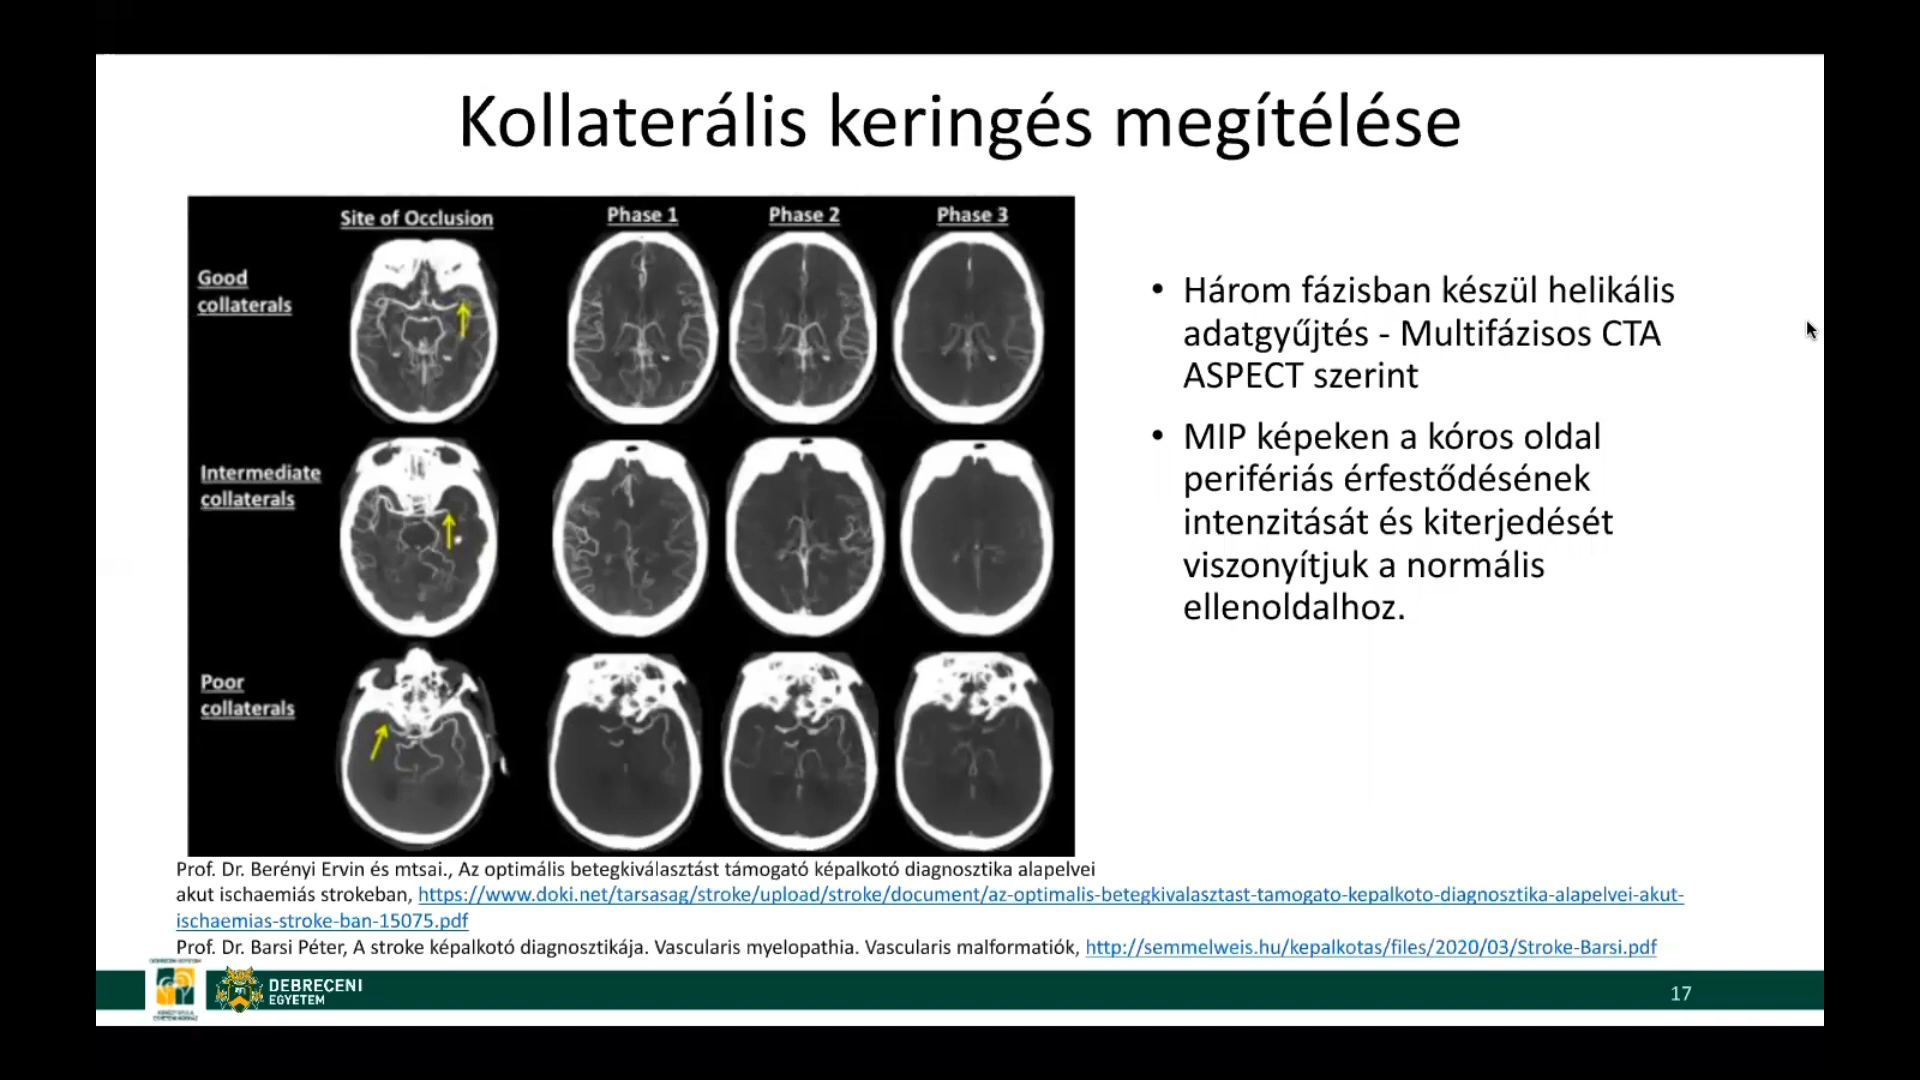 Kollaterális keringés megítélése
Site of Occlusion
Phase 1
Phase 2
Phase 3
Good
collaterals
Intermediate
collaterals
Poor
collaterals
• Három fázisban készül helikális
adatgyűjtés - Multifázisos CTA
ASPECT szerint
• MIP képeken a kóros oldal
perifériás érfestődésének
intenzitását és kiterjedését
viszonyítjuk a normális
ellenoldalhoz.
Prof. Dr. Berényi Ervin és mtsai., Az optimális betegkiválasztást támogató képalkotó diagnosztika alapelvei
akut ischaemiás strokeban, https://www.doki.net/tarsasag/stroke/upload/stroke/document/az-optimalis-betegkivalasztast-tamogato-kepalkoto-diagnosztika-alapelvei-akut-
ischaemias-stroke-ban-15075.pdf
Prof. Dr. Barsi Péter, A stroke képalkotó diagnosztikája. Vascularis myelopathia. Vascularis malformatiók, http://semmelweis.hu/kepalkotas/files/2020/03/Stroke-Barsi.pdf
DEBRECENI
EGYETEM
17